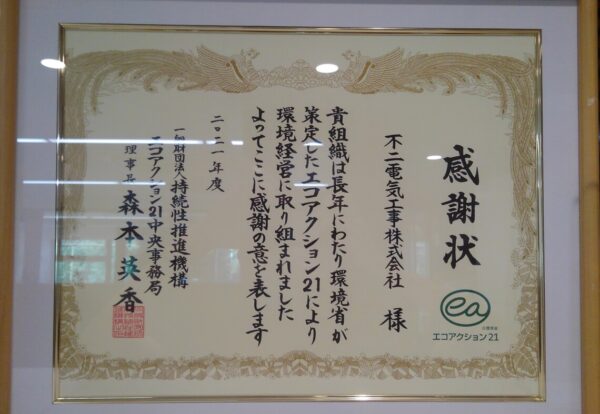 感謝状
不二電気工事株式会社 様
貴組織は長年にわたり環境省が
策定したエコアクション21により
環境経営に取り組まれました
よってここに感謝の意を表します
二〇二一年度
一般財団法人持続性推進機構
エコアクション21中央事務局
理事長 森本英香
ea
エコアクション21